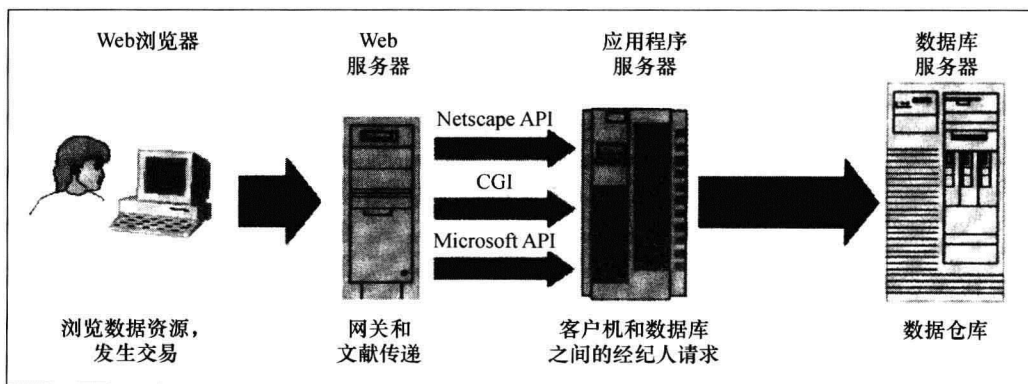 Web浏览器
Web
服务器
应用程序
服务器
数据库
服务器
Netscape API
CGI
Microsoft API
浏览数据资源，
发生交易
网关和
文献传递
客户机和数据库
之间的经纪人请求
数据仓库